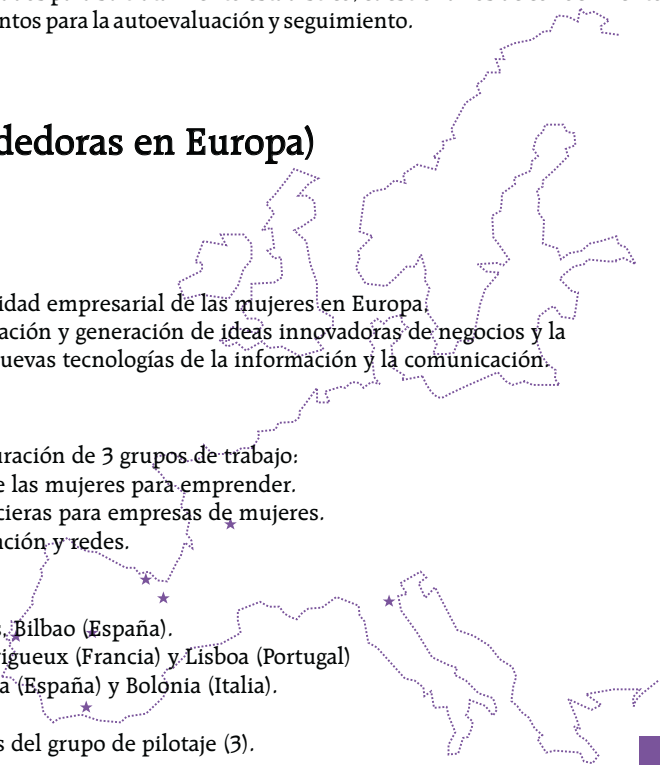 ntos para la autoevaluación y seguimiento.
dedoras en Europa)
idad empresarial de las mujeres en Europa.
ación y generación de ideas innovadoras de negocios y la
uevas tecnologías de la información y la comunicación.
uración de 3 grupos de trabajo:
e las mujeres para emprender.
cieras para empresas de mujeres.
nción y redes.
s, Bilbao (España).
igueux (Francia) y Lisboa (Portugal)
a (España) y Bolonia (Italia).
s del grupo de pilotaje (3).